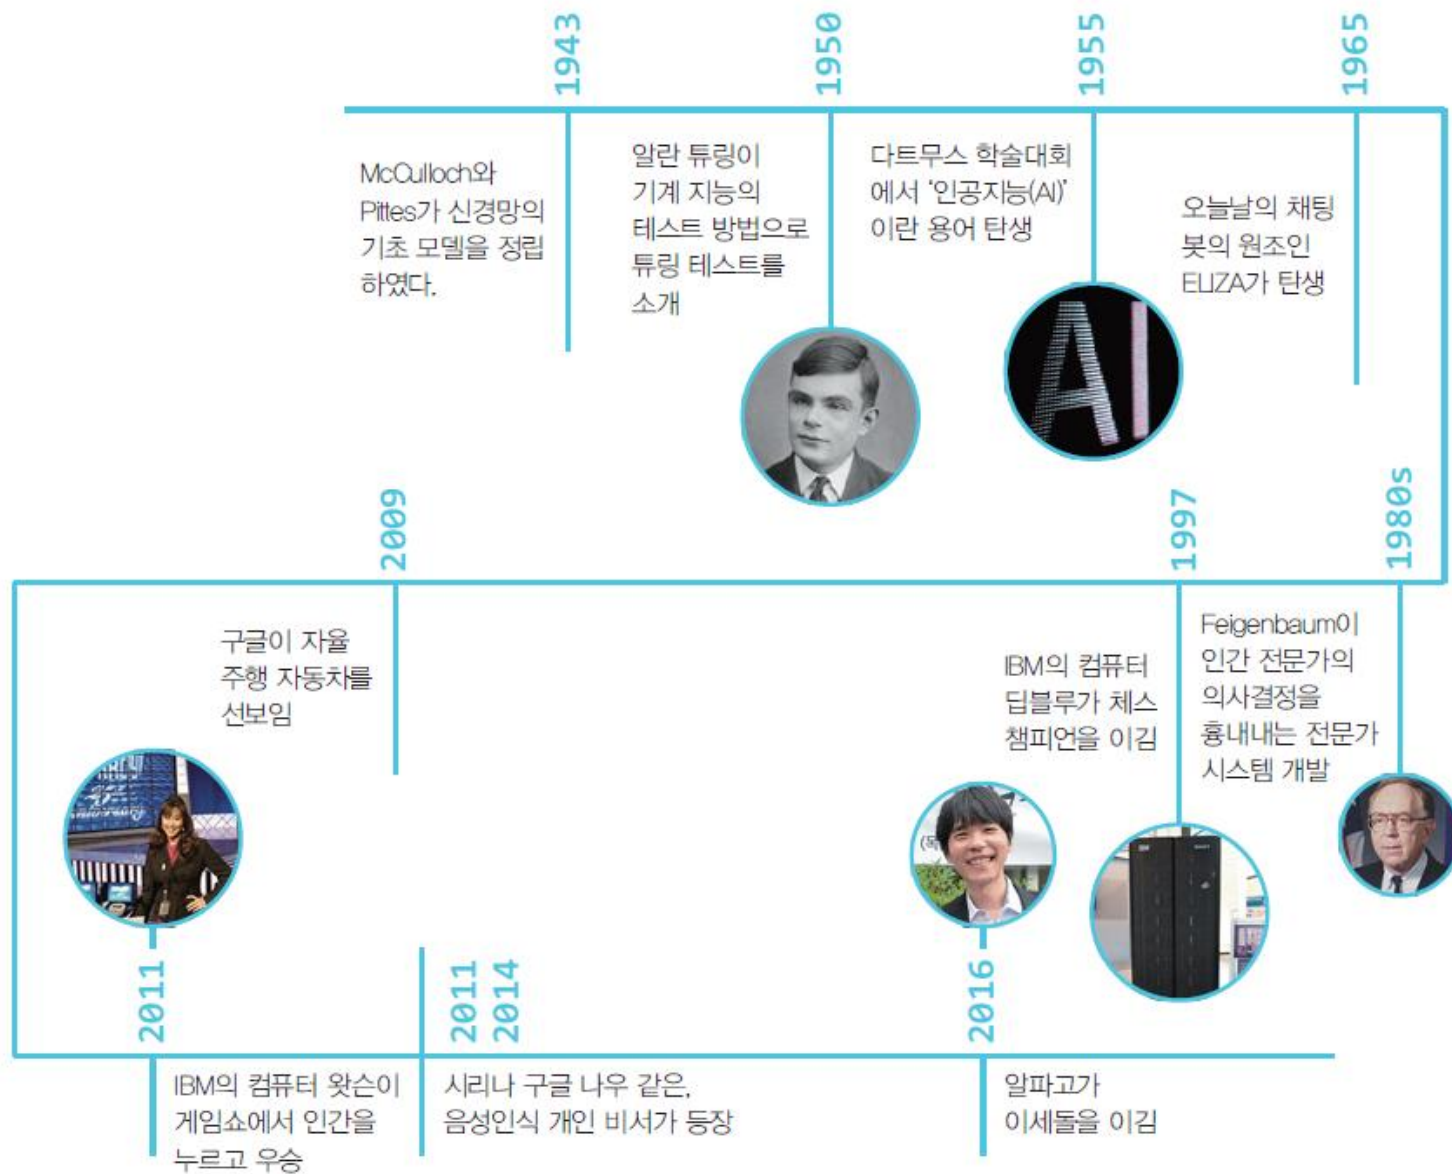 1943
McCulloch와
Pittes가 신경망의
기초 모델을 정립
하였다.
1950
알란 튜링이
기계 지능의
테스트 방법으로
튜링 테스트를
소개
1955
다트무스 학술대회
에서 '인공지능(AI)'
이란 용어 탄생
AI
1965
오늘날의 채팅
봇의 원조인
ELIZA가 탄생
1980s
Feigenbaum이
인간 전문가의
의사결정을
흉내내는 전문가
시스템 개발
1997
IBM의 컴퓨터
딥블루가 체스
챔피언을 이김
2009
구글이 자율
주행 자동차를
선보임
2011
IBM의 컴퓨터 왓슨이
게임쇼에서 인간을
누르고 우승
2011
2014
시리나 구글 나우 같은,
음성인식 개인 비서가 등장
2016
알파고가
이세돌을 이김